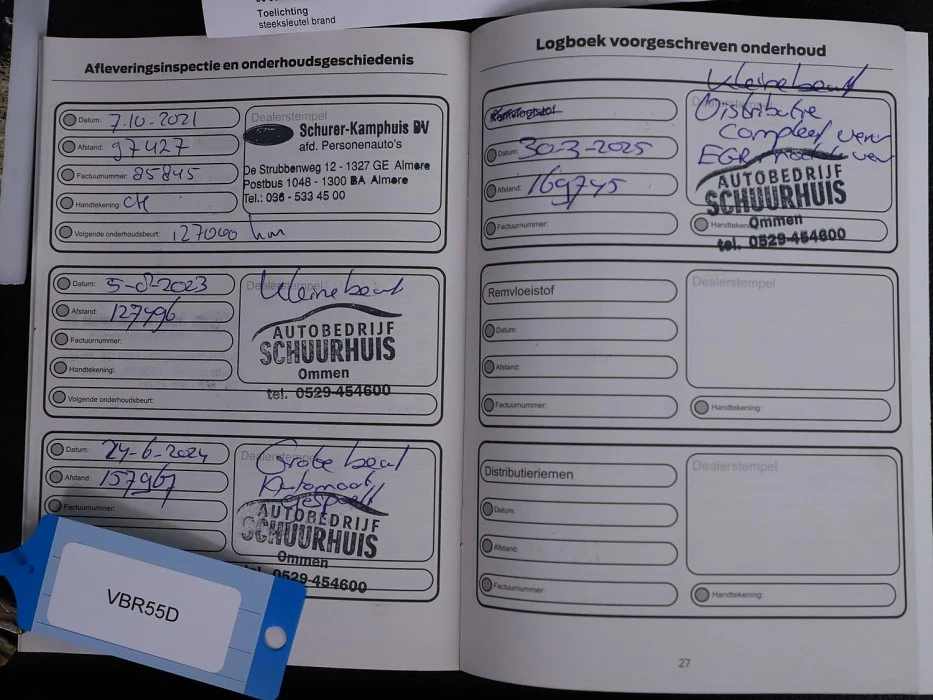 Toelichting
steeksleutel brand
Afleveringsinspectie en onderhoudsgeschiedenis
Datum: 7-10-2021
Afstand: 97427
Factuurnummer: 85845
Handtekening:
Volgende onderhoudsbeurt: 127000 km
Dealerstempel
Schurer-Kamphuis BV
afd. Personenauto's
De Strubbenweg 12 - 1327 GE Almere
Postbus 1048 - 1300 BA Almere
Tel.: 036 - 533 45 00
Datum: 5-8-2023
Afstand: 127496
Factuurnummer:
Handtekening:
Volgende onderhoudsbeurt:
Dealerstempel
Kleine beurt
AUTOBEDRIJF
SCHUURHUIS
Ommen
tel. 0529-454600
Datum: 24-6-2024
Afstand: 157967
Factuurnummer:
Dealerstempel
Grote beurt
Automaat
gespoeld
AUTOBEDRIJF
SCHUURHUIS
Ommen
tel. 0529-454600
VBR55D
Logboek voorgeschreven onderhoud
Remvloeistof
Datum: 30-3-2025
Afstand: 169745
Factuurnummer:
Kleine beurt
Dealerstempel
Distributie
compleet
EGR
AUTOBEDRIJF
SCHUURHUIS
Ommen
Handtekening:
tel. 0529-454600
Remvloeistof
Datum:
Afstand:
Factuurnummer:
Dealerstempel
Handtekening:
Distributieriemen
Datum:
Afstand:
Factuurnummer:
Dealerstempel
Handtekening:
27